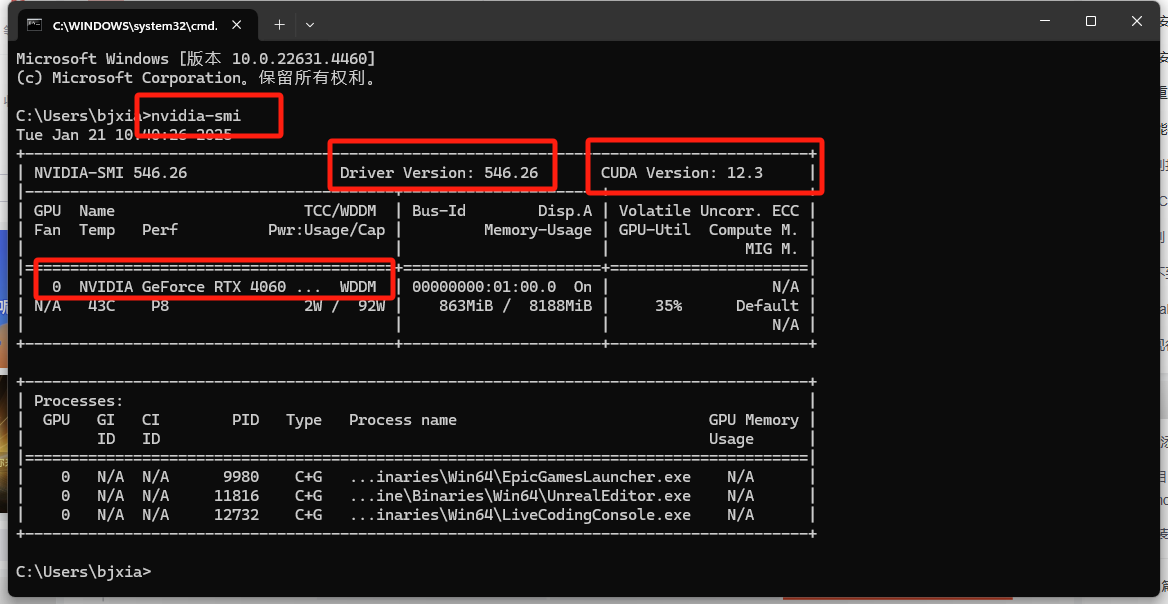 C:\WINDOWS\system32\cmd.
Microsoft Windows [版本 10.0.22631.4460]
(c) Microsoft Corporation。保留所有权利。
C:\Users\bjxia>nvidia-smi
Tue Jan 21 10:40:26 2025
NVIDIA-SMI 546.26 Driver Version: 546.26 CUDA Version: 12.3
GPU Name TCC/WDDM | Bus-Id Disp.A | Volatile Uncorr. ECC
Fan Temp Perf Pwr:Usage/Cap | Memory-Usage | GPU-Util Compute M.
MIG M.
0 NVIDIA GeForce RTX 4060 ... WDDM | 00000000:01:00.0 On | N/A
N/A 43C P8 2W / 92W | 863MiB / 8188MiB | 35% Default
N/A
Processes:
GPU GI CI PID Type Process name GPU Memory
ID ID Usage
0 N/A N/A 9980 C+G ...inaries\Win64\EpicGamesLauncher.exe N/A
0 N/A N/A 11816 C+G ...ine\Binaries\Win64\UnrealEditor.exe N/A
0 N/A N/A 12732 C+G ...inaries\Win64\LiveCodingConsole.exe N/A
C:\Users\bjxia>